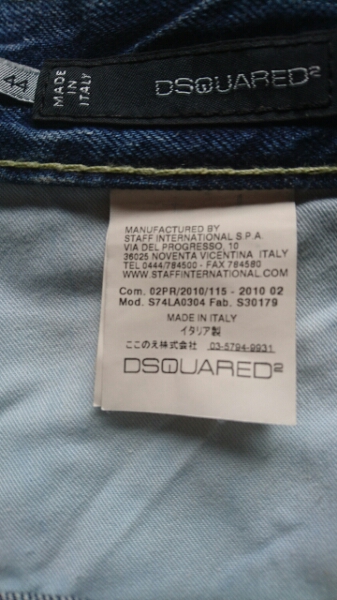 44
MADE
IN
ITALY
DSQUARED2
MANUFACTURED BY
STAFF INTERNATIONAL S.P.A.
VIA DEL PROGRESSO, 10
36025 NOVENTA VICENTINA ITALY
TEL 0444/784500 - FAX 784580
WWW.STAFFINTERNATIONAL.COM
Com. 02PR/2010/115 - 2010 02
Mod. S74LA0304 Fab. S30179
MADE IN ITALY
イタリア製
ここのえ株式会社 03-5794-9931
DSQUARED2